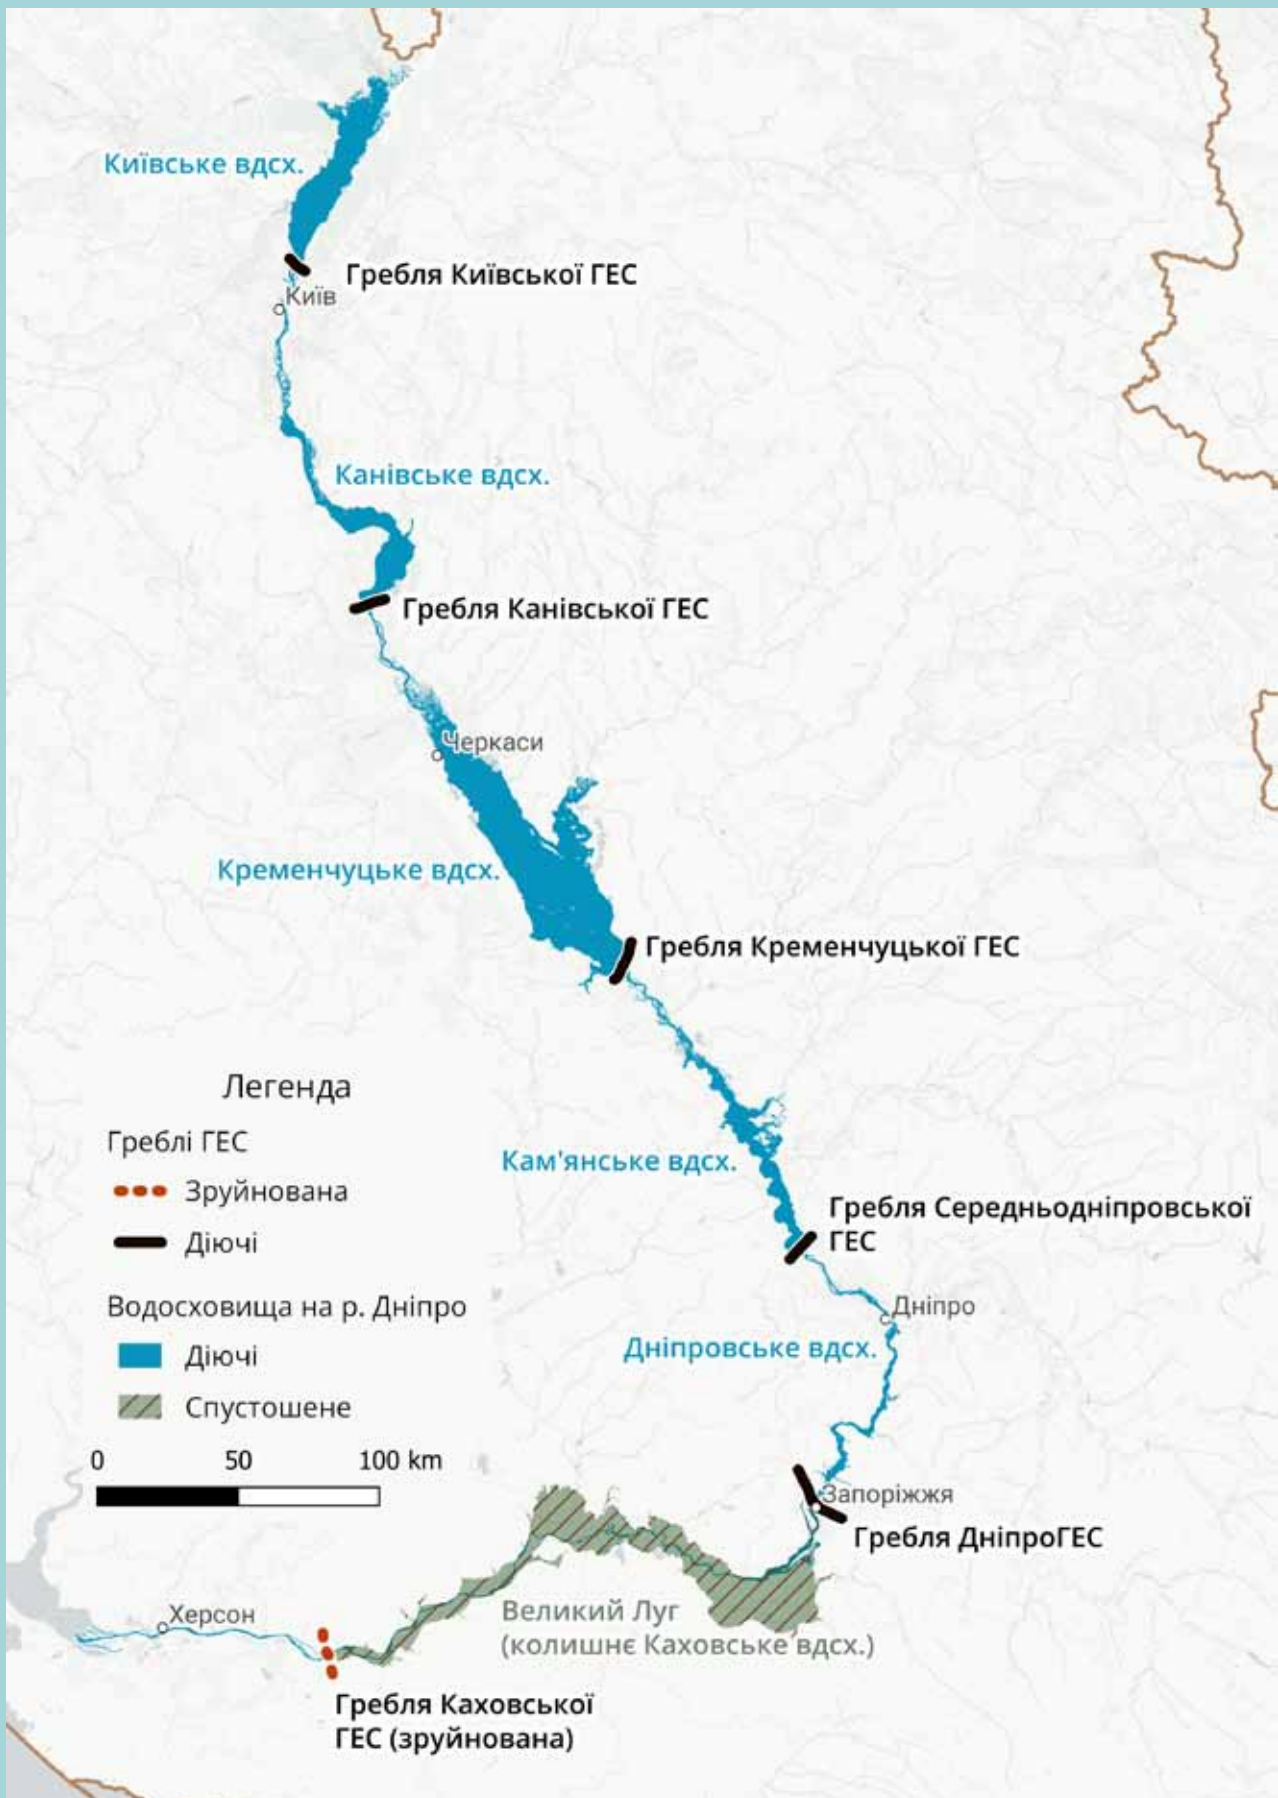 Київське вдсх.
Гребля Київської ГЕС
Київ
Канівське вдсх.
Гребля Канівської ГЕС
Черкаси
Кременчуцьке вдсх.
Гребля Кременчуцької ГЕС
Кам'янське вдсх.
Гребля Середньодніпровської
ГЕС
Дніпро
Дніпровське вдсх.
Запоріжжя
Гребля ДніпроГЕС
Великий Луг
(колишнє Каховське вдсх.)
Херсон
Гребля Каховської
ГЕС (зруйнована)
Легенда
Греблі ГЕС
Зруйнована
Діючі
Водосховища на р. Дніпро
Діючі
Спустошене
0 50 100 km